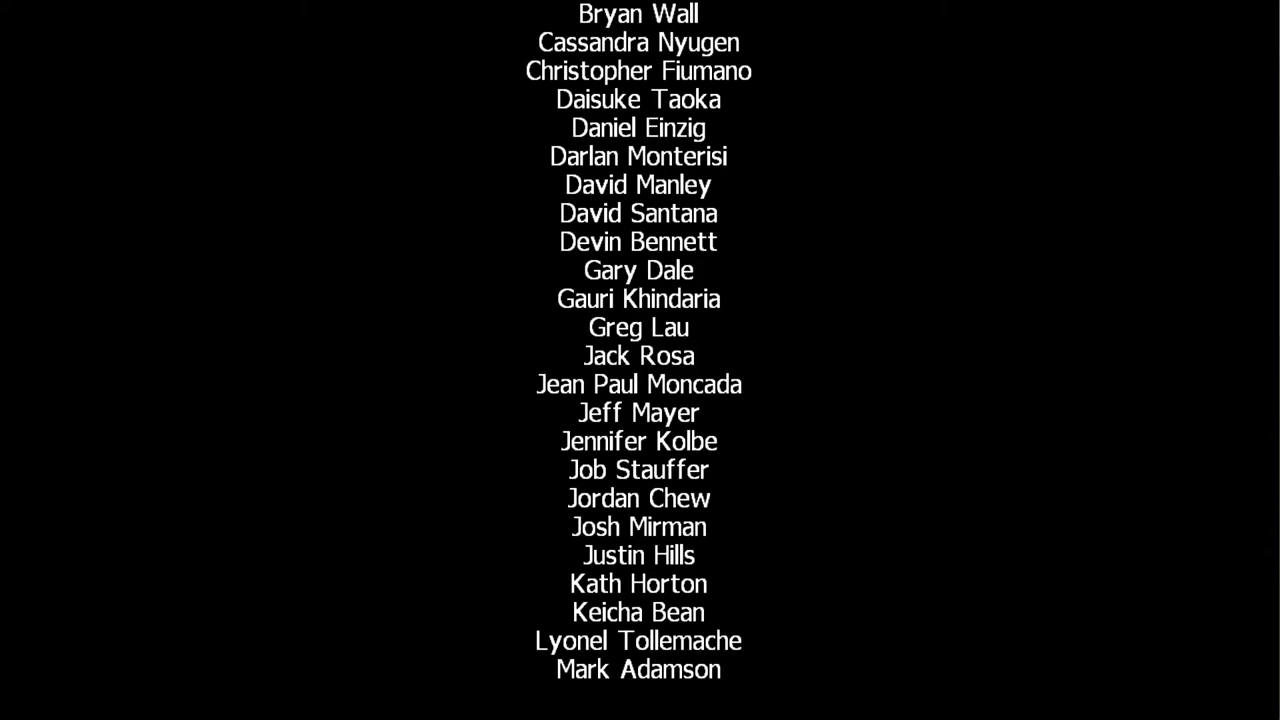 Bryan Wall
Cassandra Nyugen
Christopher Fiumano
Daisuke Taoka
Daniel Einzig
Darlan Monterisi
David Manley
David Santana
Devin Bennett
Gary Dale
Gauri Khindaria
Greg Lau
Jack Rosa
Jean Paul Moncada
Jeff Mayer
Jennifer Kolbe
Job Stauffer
Jordan Chew
Josh Mirman
Justin Hills
Kath Horton
Keicha Bean
Lyonel Tollemache
Mark Adamson